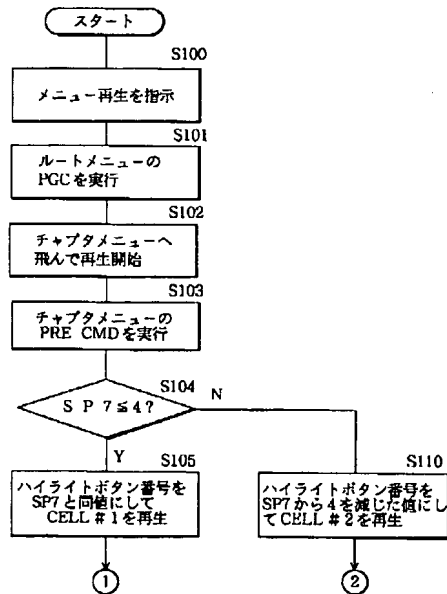 スタート
S100
メニュー再生を指示
S101
ルートメニューの
PGCを実行
S102
チャプタメニューへ
飛んで再生開始
S103
チャプタメニューの
PRE CMDを実行
S104
SP7≦4?
N
Y
S105
ハイライトボタン番号を
SP7と同値にして
CELL #1を再生
S110
ハイライトボタン番号を
SP7から4を減じた値にし
てCELL #2を再生
1
2